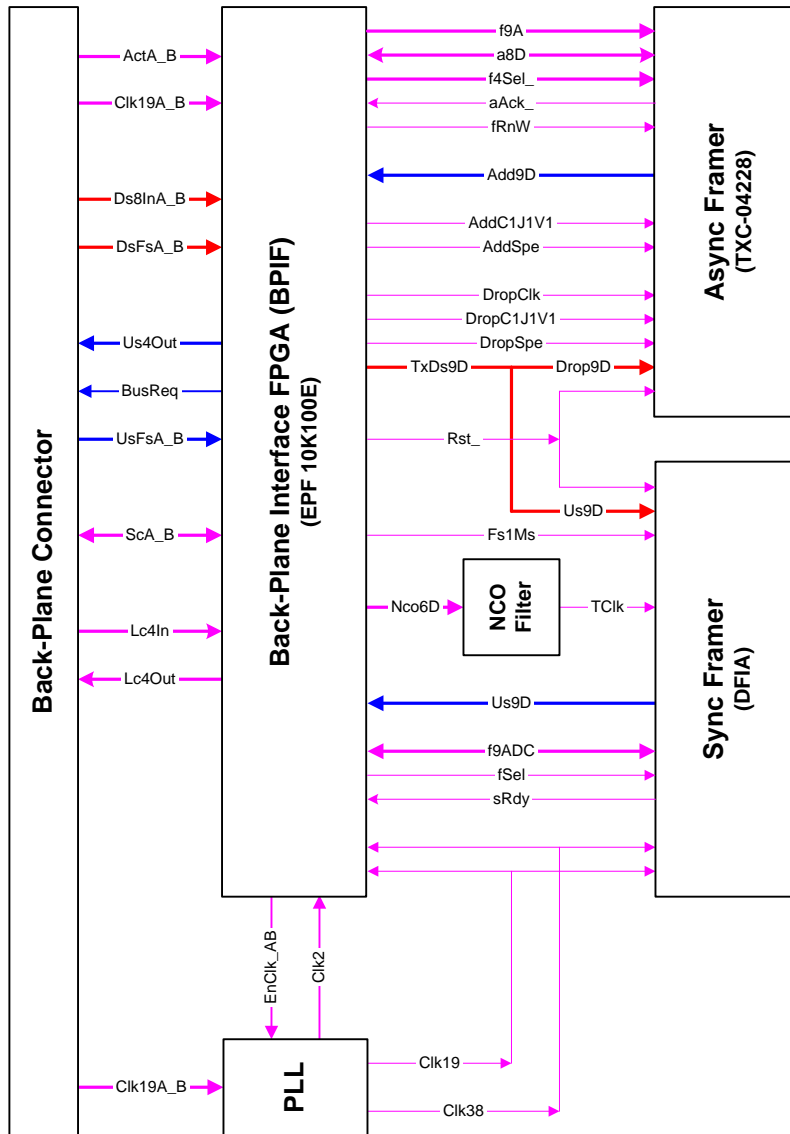 Back-Plane Connector
ActA_B
Clk19A_B
Ds8InA_B
DsFsA_B
Us4Out
BusReq
UsFsA_B
ScA_B
Lc4In
Lc4Out
Clk19A_B
Back-Plane Interface FPGA (BPIF)
(EPF 10K100E)
EnClk_AB
Clk2
PLL
f9A
a8D
f4Sel_
aAck_
fRnW
Add9D
AddC1J1V1
AddSpe
DropClk
DropC1J1V1
DropSpe
TxDs9D
Drop9D
Rst_
Us9D
Fs1Ms
Nco6D
NCO
Filter
TClk
Us9D
f9ADC
fSel
sRdy
Clk19
Clk38
Async Framer
(TXC-04228)
Sync Framer
(DFIA)